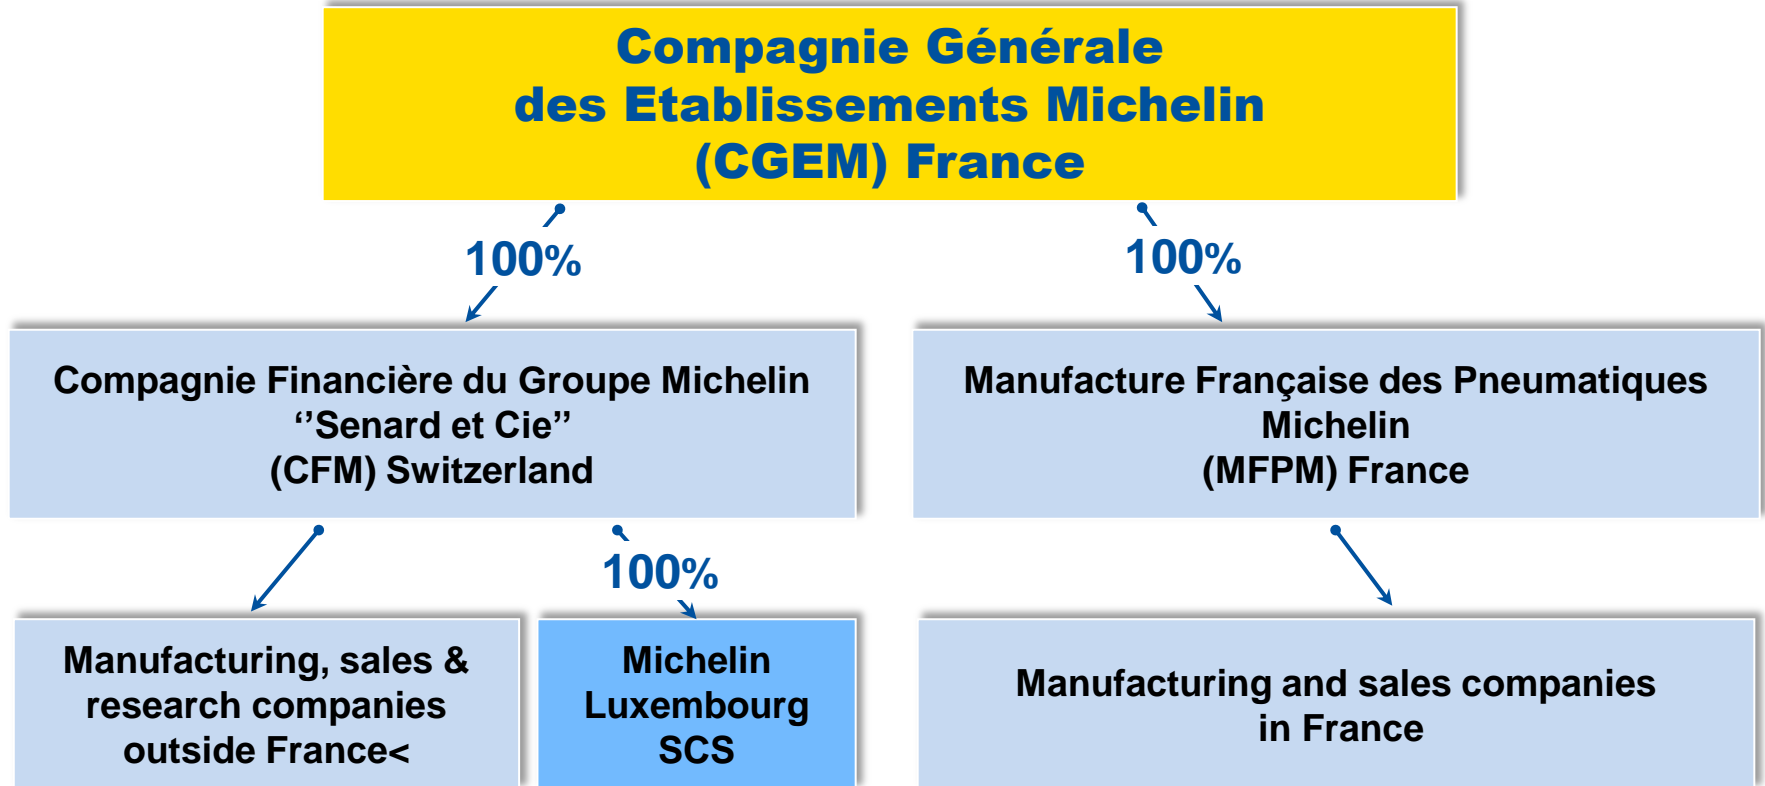 Compagnie Générale
des Etablissements Michelin
(CGEM) France
100%
100%
Compagnie Financière du Groupe Michelin
‘’Senard et Cie’’
(CFM) Switzerland
Manufacture Française des Pneumatiques
Michelin
(MFPM) France
100%
Manufacturing, sales &
research companies
outside France<
Michelin
Luxembourg
SCS
Manufacturing and sales companies
in France